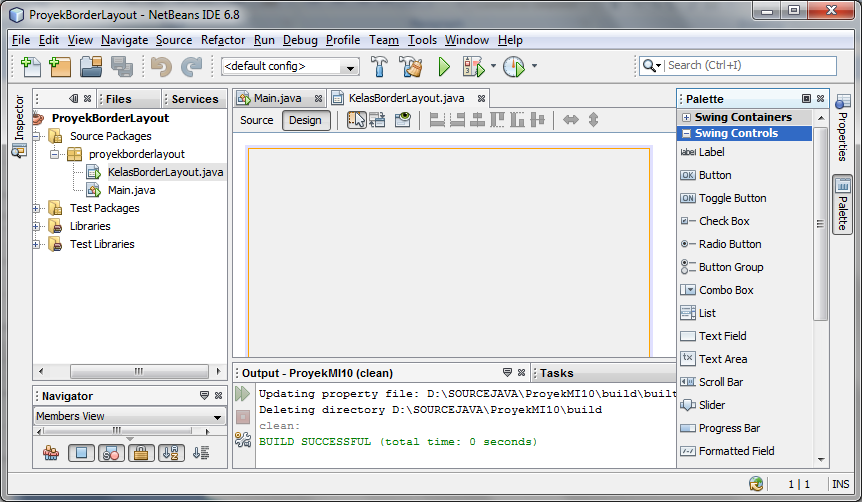 ProyekBorderLayout - NetBeans IDE 6.8
File Edit View Navigate Source Refactor Run Debug Profile Team Tools Window Help
<default config>
Search (Ctrl+I)
Inspector
Files
Services
ProyekBorderLayout
Source Packages
proyekborderlayout
KelasBorderLayout.java
Main.java
Test Packages
Libraries
Test Libraries
Navigator
Members View
Main.java
KelasBorderLayout.java
Source
Design
Output - ProyekMI10 (clean)
Tasks
Updating property file: D:\SOURCEJAVA\ProyekMI10\build\built
Deleting directory D:\SOURCEJAVA\ProyekMI10\build
clean:
BUILD SUCCESSFUL (total time: 0 seconds)
Palette
Swing Containers
Swing Controls
label Label
OK Button
ON Toggle Button
Check Box
Radio Button
Button Group
Combo Box
List
Text Field
tx Text Area
Scroll Bar
Slider
Progress Bar
Formatted Field
Properties
Palette
1 | 1
INS